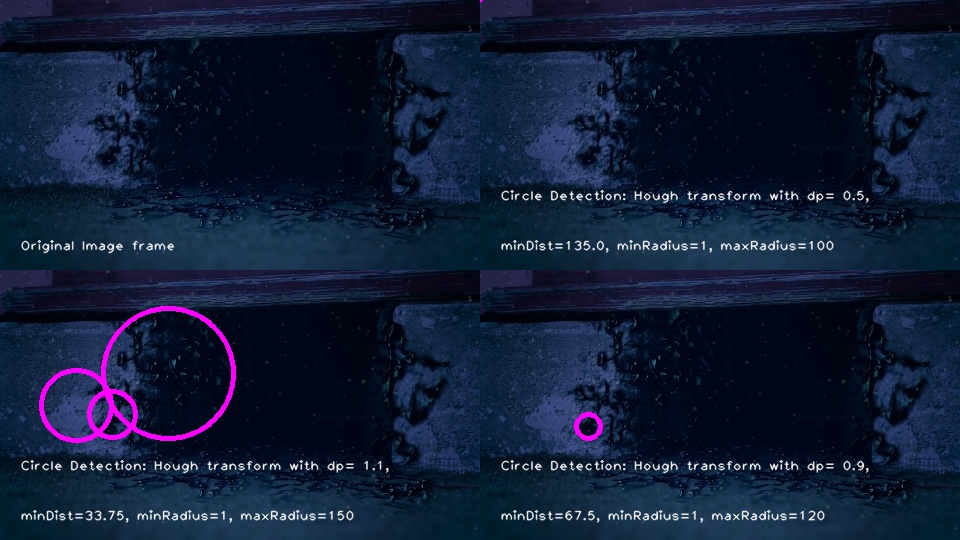 Original Image frame
Circle Detection: Hough transform with dp= 0.5,
minDist=135.0, minRadius=1, maxRadius=100
Circle Detection: Hough transform with dp= 1.1,
minDist=33.75, minRadius=1, maxRadius=150
Circle Detection: Hough transform with dp= 0.9,
minDist=67.5, minRadius=1, maxRadius=120